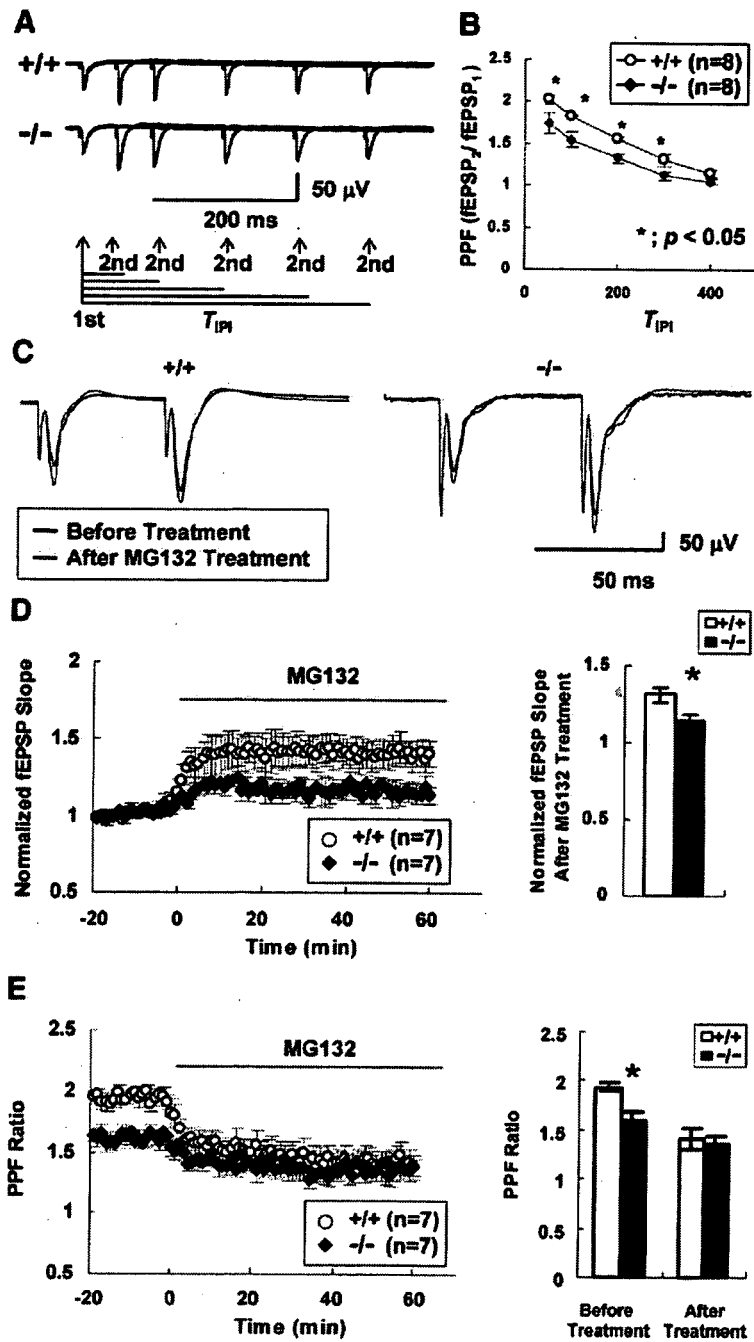 A
+/+
-/-
50 µV
200 ms
2nd 2nd 2nd 2nd 2nd
1st
TIPI
B
PPF (fEPSP2/ fEPSP1)
2.5
2
1.5
1
0.5
0
+/+ (n=8)
-/- (n=8)
* * * *
*; p < 0.05
0 200 400
TIPI
C
+/+
-/-
Before Treatment
After MG132 Treatment
50 µV
50 ms
D
Normalized fEPSP Slope
2
1.5
1
0.5
MG132
+/+ (n=7)
-/- (n=7)
-20 0 20 40 60
Time (min)
+/+
-/-
Normalized fEPSP Slope
After MG132 Treatment
1.5
1
0.5
0
*
E
PPF Ratio
2.5
2
1.5
1
0.5
MG132
+/+ (n=7)
-/- (n=7)
-20 0 20 40 60
Time (min)
+/+
-/-
PPF Ratio
2.5
2
1.5
1
0.5
0
*
Before After
Treatment Treatment